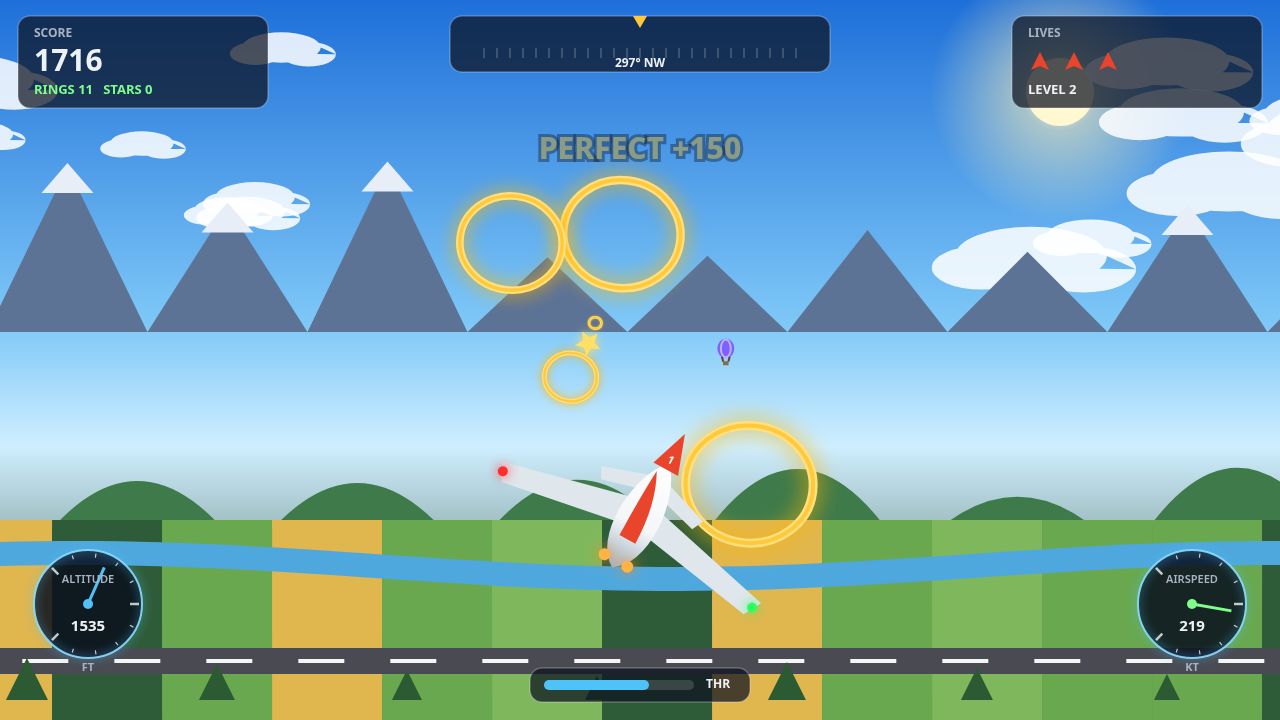 SCORE
1716
RINGS 11 STARS 0
297° NW
LIVES
LEVEL 2
PERFECT +150
1
ALTITUDE
1535
FT
AIRSPEED
219
KT
THR